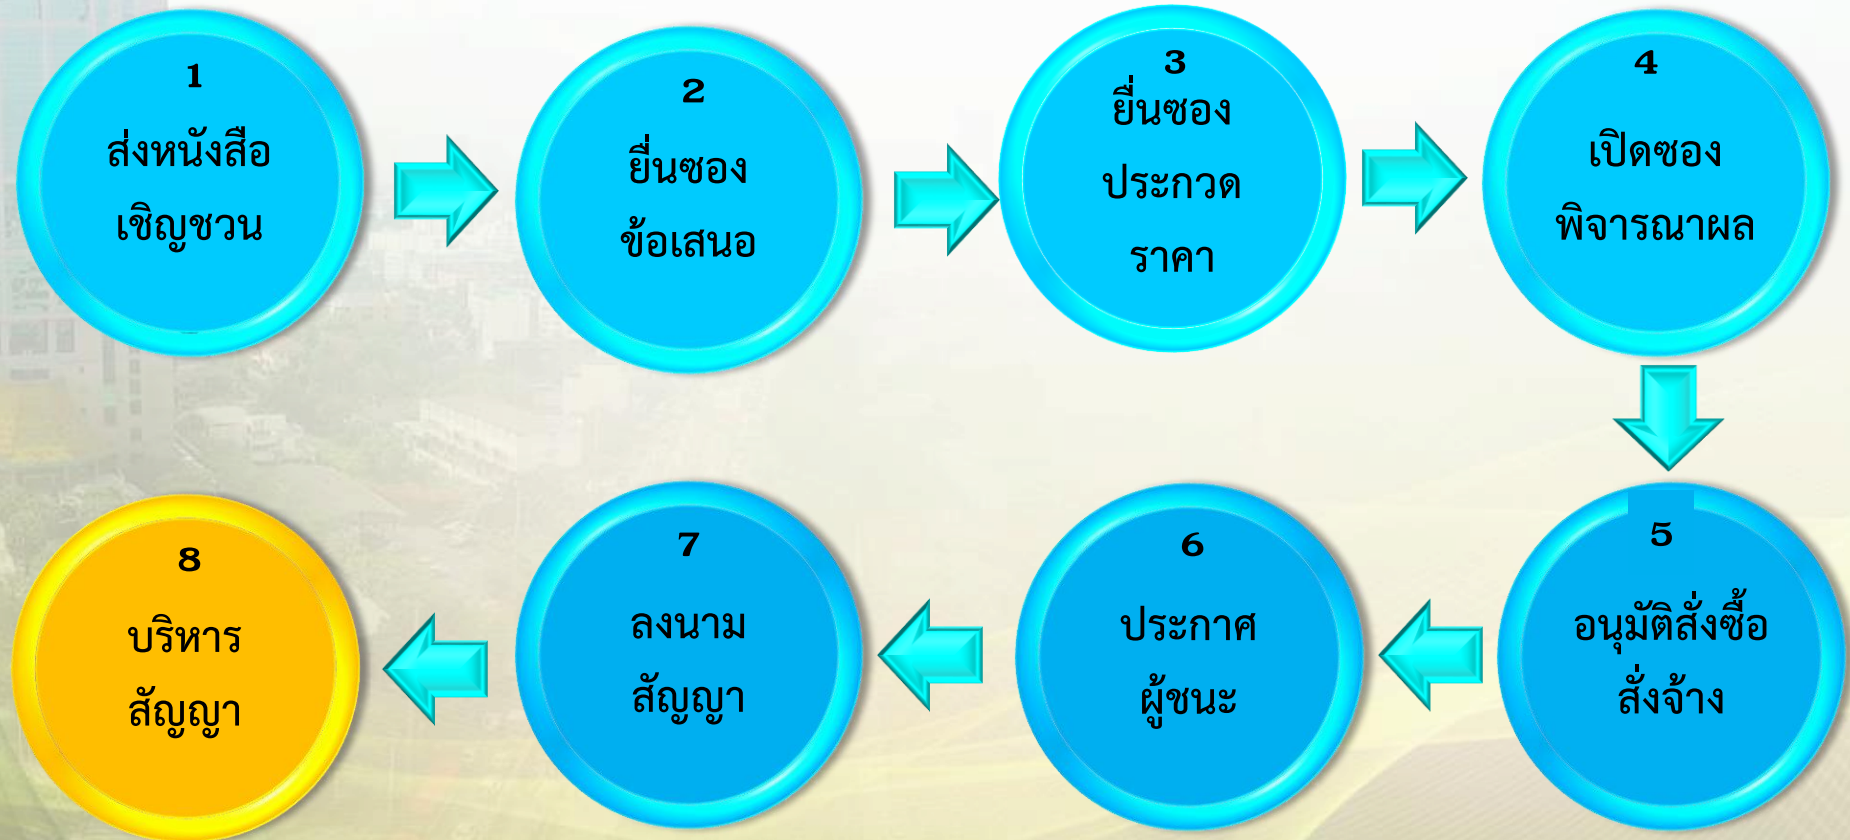 1
ส่งหนังสือ
เชิญชวน
2
ยื่นซอง
ข้อเสนอ
3
ยื่นซอง
ประกวด
ราคา
4
เปิดซอง
พิจารณาผล
5
อนุมัติสั่งซื้อ
สั่งจ้าง
6
ประกาศ
ผู้ชนะ
7
ลงนาม
สัญญา
8
บริหาร
สัญญา